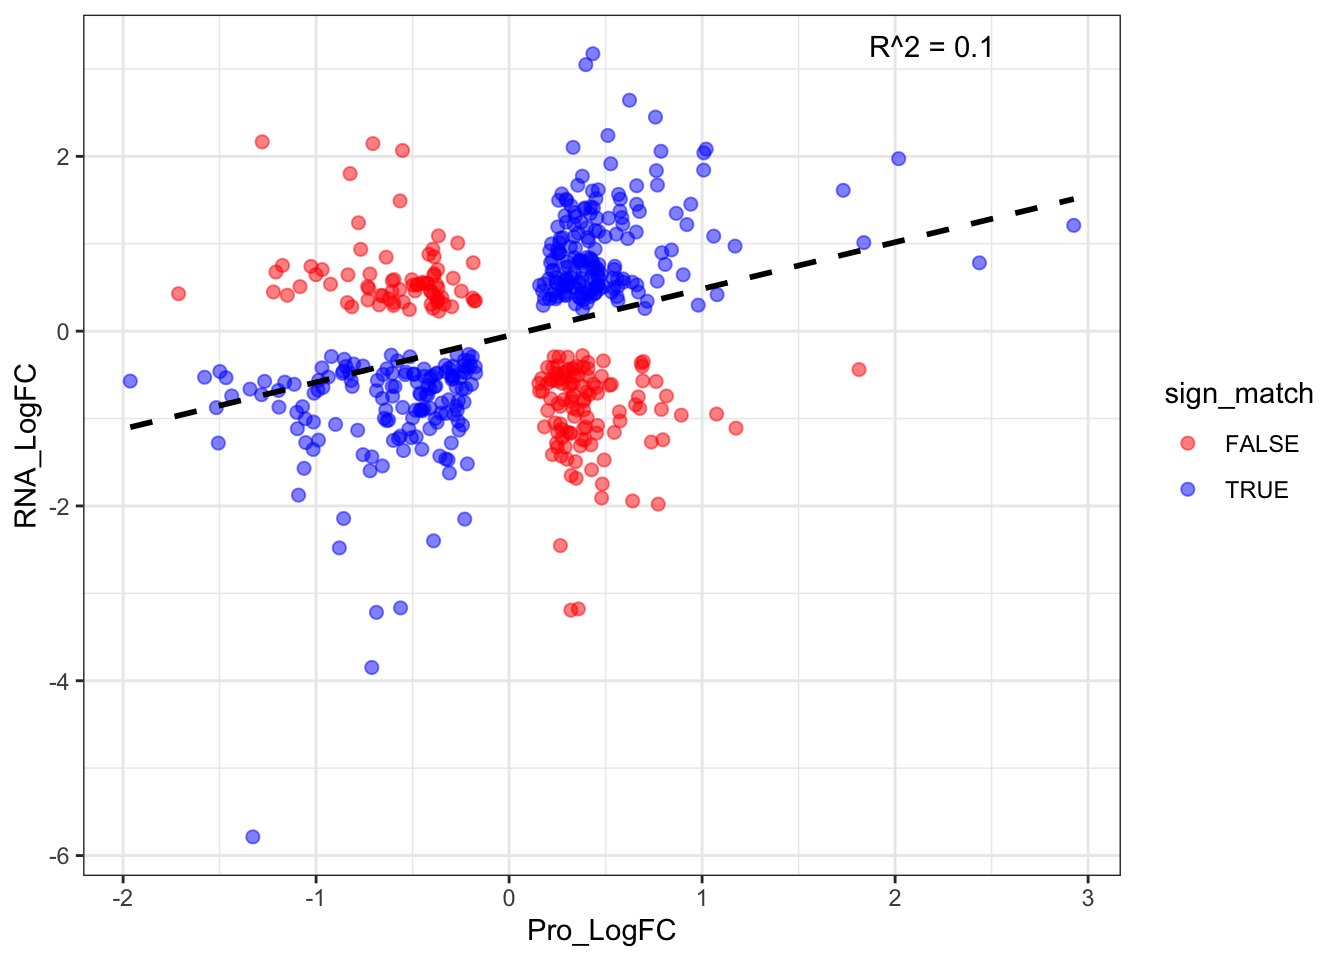 R^2 = 0.1
2
0
-2
-4
-6
RNA_LogFC
-2 -1 0 1 2 3
Pro_LogFC
sign_match
FALSE
TRUE